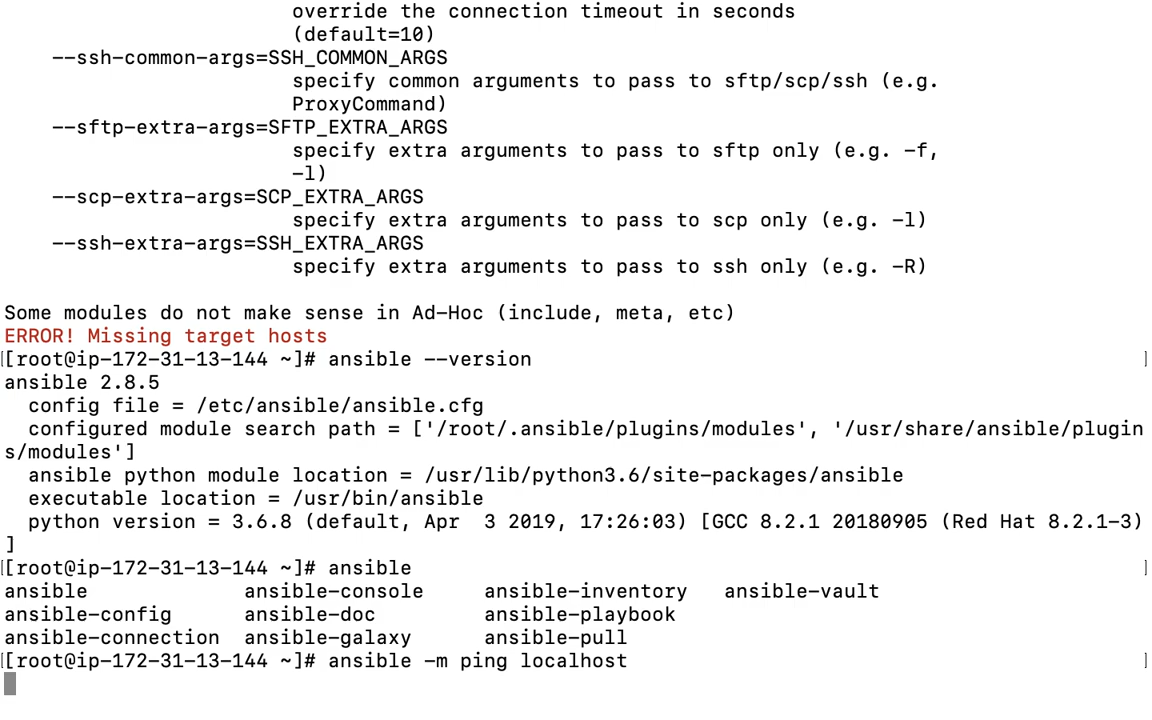 override the connection timeout in seconds
(default=10)
--ssh-common-args=SSH_COMMON_ARGS
specify common arguments to pass to sftp/scp/ssh (e.g.
ProxyCommand)
--sftp-extra-args=SFTP_EXTRA_ARGS
specify extra arguments to pass to sftp only (e.g. -f,
-l)
--scp-extra-args=SCP_EXTRA_ARGS
specify extra arguments to pass to scp only (e.g. -l)
--ssh-extra-args=SSH_EXTRA_ARGS
specify extra arguments to pass to ssh only (e.g. -R)
Some modules do not make sense in Ad-Hoc (include, meta, etc)
ERROR! Missing target hosts
[[root@ip-172-31-13-144 ~]# ansible --version ]
ansible 2.8.5
config file = /etc/ansible/ansible.cfg
configured module search path = ['/root/.ansible/plugins/modules', '/usr/share/ansible/plugin
s/modules']
ansible python module location = /usr/lib/python3.6/site-packages/ansible
executable location = /usr/bin/ansible
python version = 3.6.8 (default, Apr  3 2019, 17:26:03) [GCC 8.2.1 20180905 (Red Hat 8.2.1-3)
]
[[root@ip-172-31-13-144 ~]# ansible ]
ansible ansible-console ansible-inventory ansible-vault
ansible-config ansible-doc ansible-playbook
ansible-connection ansible-galaxy ansible-pull
[[root@ip-172-31-13-144 ~]# ansible -m ping localhost ]